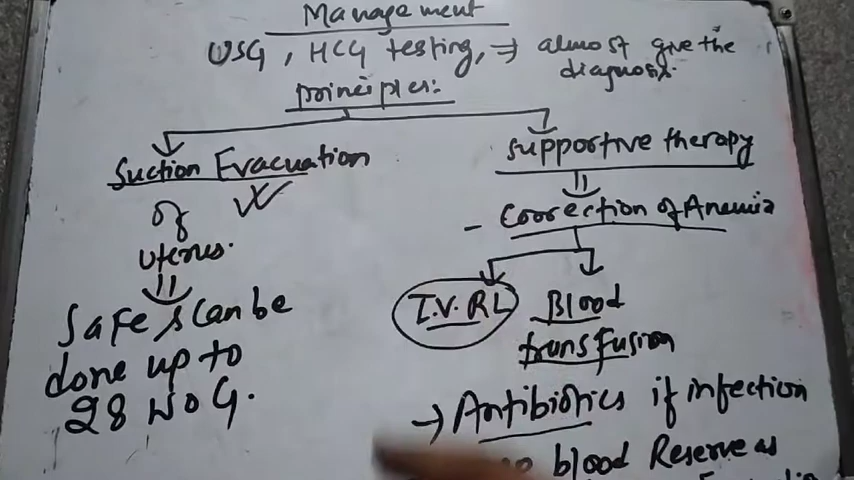 Management
USG, HCG testing, ⇒ almost give the
diagnosis.
principles:
Suction Evacuation
of
uterus.
Safe & can be
done up to
28 WOG.
supportive therapy
- Correction of Anemia
I.V. RL
Blood
transfusion
→ Antibiotics if infection
blood Reserve as